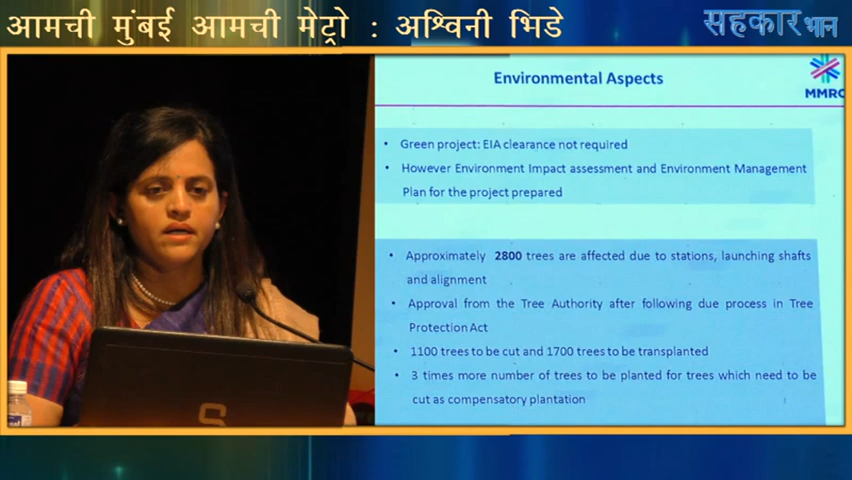 आमची मुंबई आमची मेट्रो : अश्विनी भिडे
सहकार भान
Environmental Aspects
MMRC
• Green project: EIA clearance not required
• However Environment Impact assessment and Environment Management
Plan for the project prepared
• Approximately 2800 trees are affected due to stations, launching shafts
and alignment
• Approval from the Tree Authority after following due process in Tree
Protection Act
• 1100 trees to be cut and 1700 trees to be transplanted
• 3 times more number of trees to be planted for trees which need to be
cut as compensatory plantation